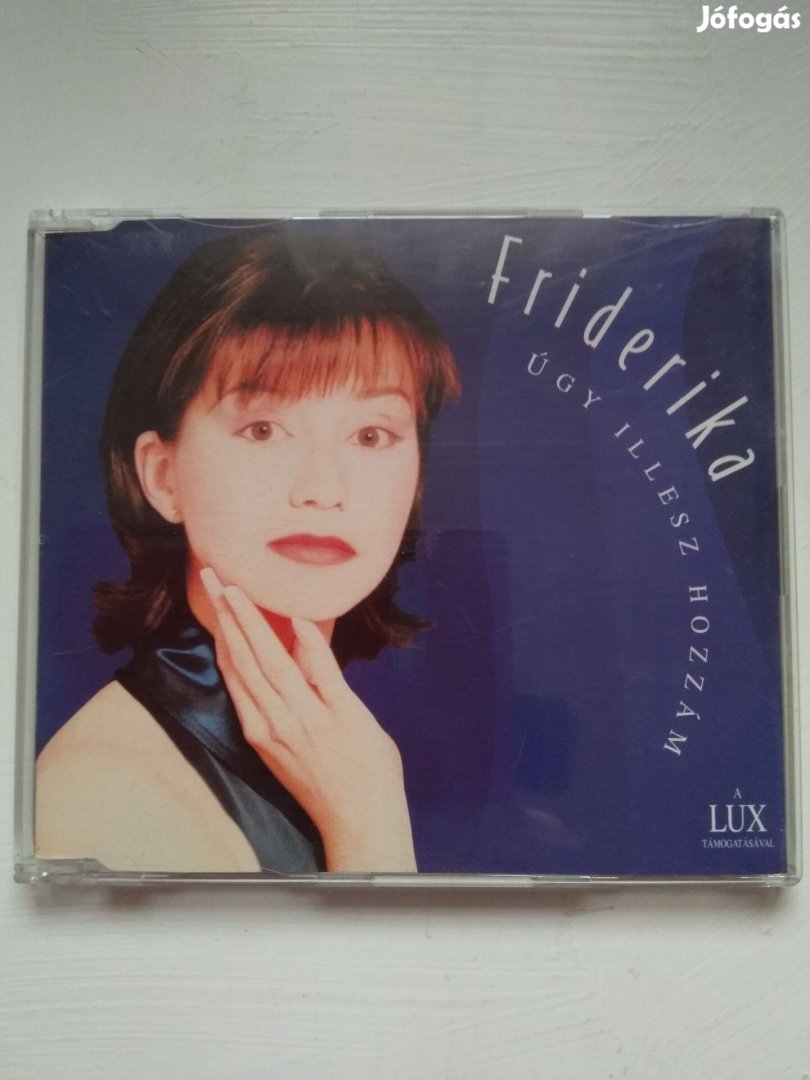 Jófogás
Friderika
ÚGY ILLESZ HOZZÁM
A
LUX
TÁMOGATÁSÁVAL